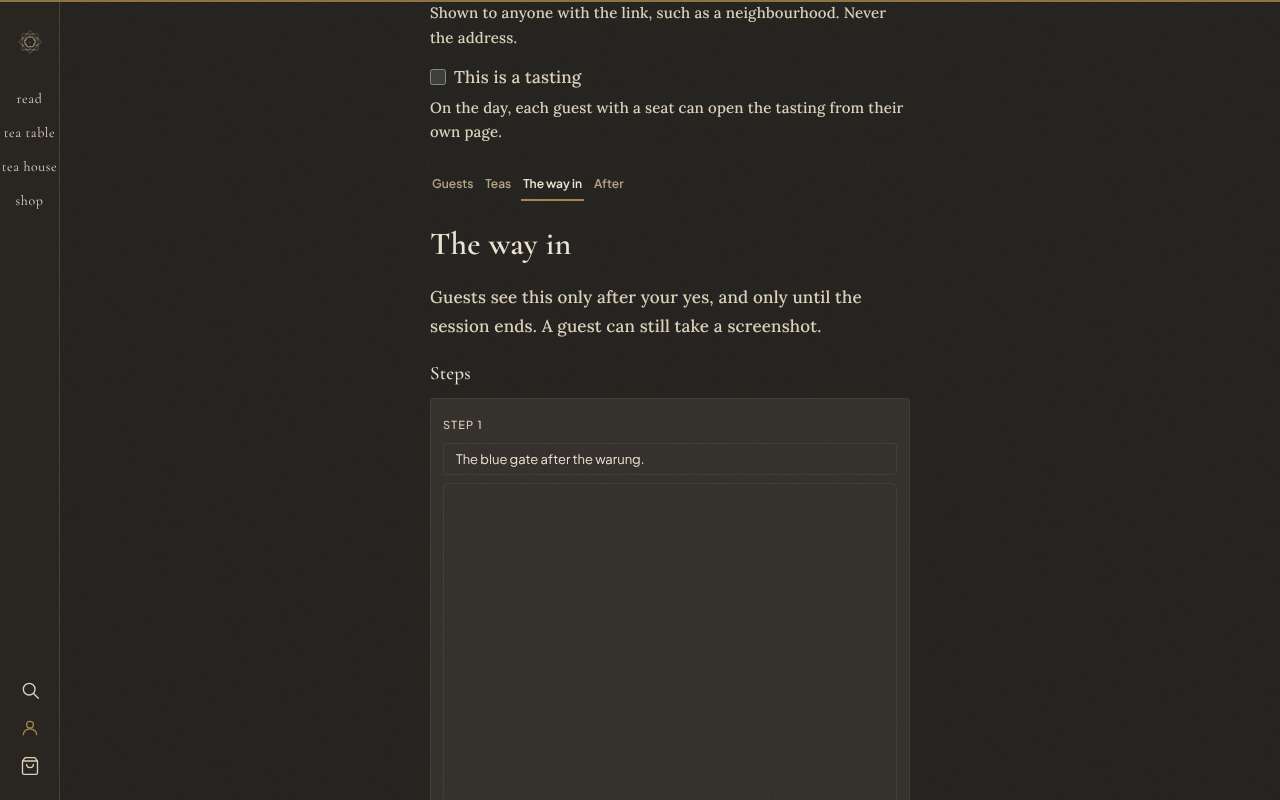 Shown to anyone with the link, such as a neighbourhood. Never
the address.
This is a tasting
On the day, each guest with a seat can open the tasting from their
own page.
read
tea table
tea house
shop
Guests Teas The way in After
The way in
Guests see this only after your yes, and only until the
session ends. A guest can still take a screenshot.
Steps
STEP 1
The blue gate after the warung.